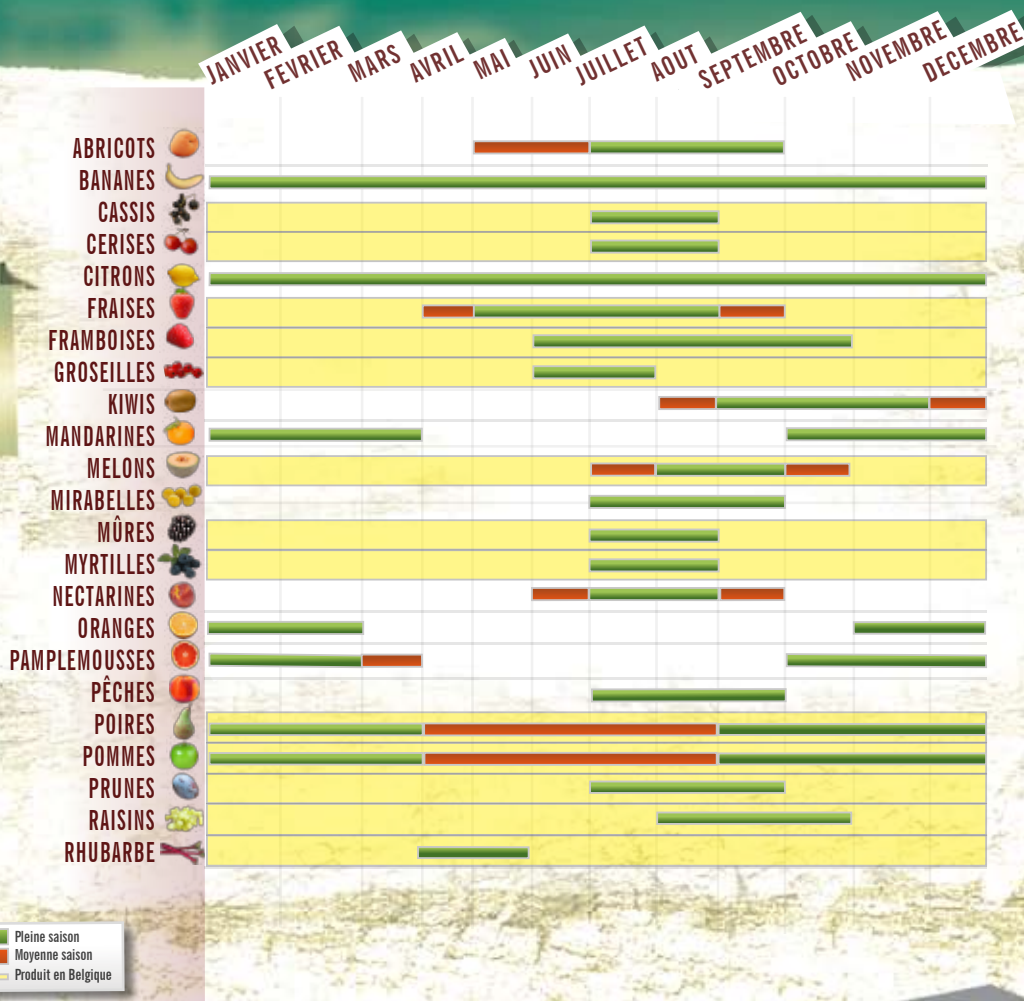 JANVIER
FEVRIER
MARS
AVRIL
MAI
JUIN
JUILLET
AOUT
SEPTEMBRE
OCTOBRE
NOVEMBRE
DECEMBRE
ABRICOTS
BANANES
CASSIS
CERISES
CITRONS
FRAISES
FRAMBOISES
GROSEILLES
KIWIS
MANDARINES
MELONS
MIRABELLES
MÛRES
MYRTILLES
NECTARINES
ORANGES
PAMPLEMOUSSES
PÊCHES
POIRES
POMMES
PRUNES
RAISINS
RHUBARBE
Pleine saison
Moyenne saison
Produit en Belgique